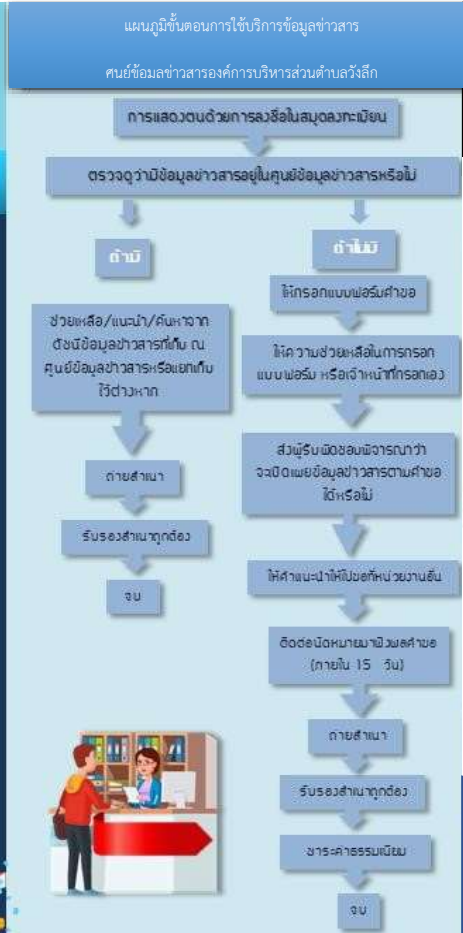 แผนภูมิขั้นตอนการใช้บริการข้อมูลข่าวสาร
ศูนย์ข้อมูลข่าวสารองค์การบริหารส่วนตำบลวังลึก
การแสดงตนด้วยการลงชื่อในสมุดลงทะเบียน
ตรวจดูว่ามีข้อมูลข่าวสารอยู่ในศูนย์ข้อมูลข่าวสารหรือไม่
ถ้ามี
ช่วยเหลือ/แนะนำ/ค้นหาจาก
ดัชนีข้อมูลข่าวสารที่เก็บ ณ
ศูนย์ข้อมูลข่าวสารหรือแยกเก็บ
ไว้ต่างหาก
ถ่ายสำเนา
รับรองสำเนาถูกต้อง
จบ
ถ้าไม่มี
ให้กรอกแบบฟอร์มคำขอ
ให้ความช่วยเหลือในการกรอก
แบบฟอร์ม หรือเจ้าหน้าที่กรอกเอง
ส่งผู้รับผิดชอบพิจารณาว่า
จะเปิดเผยข้อมูลข่าวสารตามคำขอ
ได้หรือไม่
ให้คำแนะนำให้ไปขอที่หน่วยงานอื่น
ติดต่อนัดหมายมาฟังผลคำขอ
(ภายใน 15 วัน)
ถ่ายสำเนา
รับรองสำเนาถูกต้อง
ชาระค่าธรรมเนียม
จบ